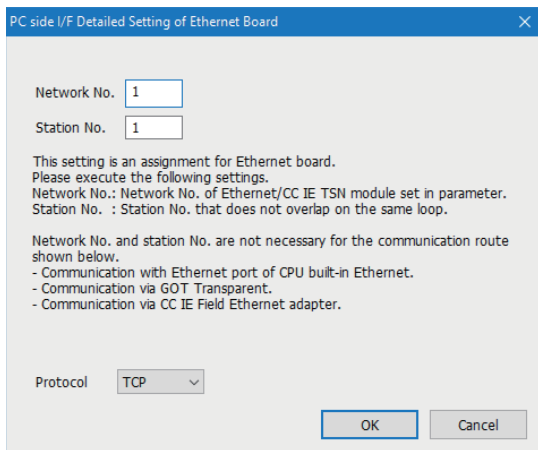 PC side I/F Detailed Setting of Ethernet Board
Network No. 1
Station No. 1
This setting is an assignment for Ethernet board.
Please execute the following settings.
Network No.: Network No. of Ethernet/CC IE TSN module set in parameter.
Station No. : Station No. that does not overlap on the same loop.
Network No. and station No. are not necessary for the communication route
shown below.
- Communication with Ethernet port of CPU built-in Ethernet.
- Communication via GOT Transparent.
- Communication via CC IE Field Ethernet adapter.
Protocol TCP
OK Cancel